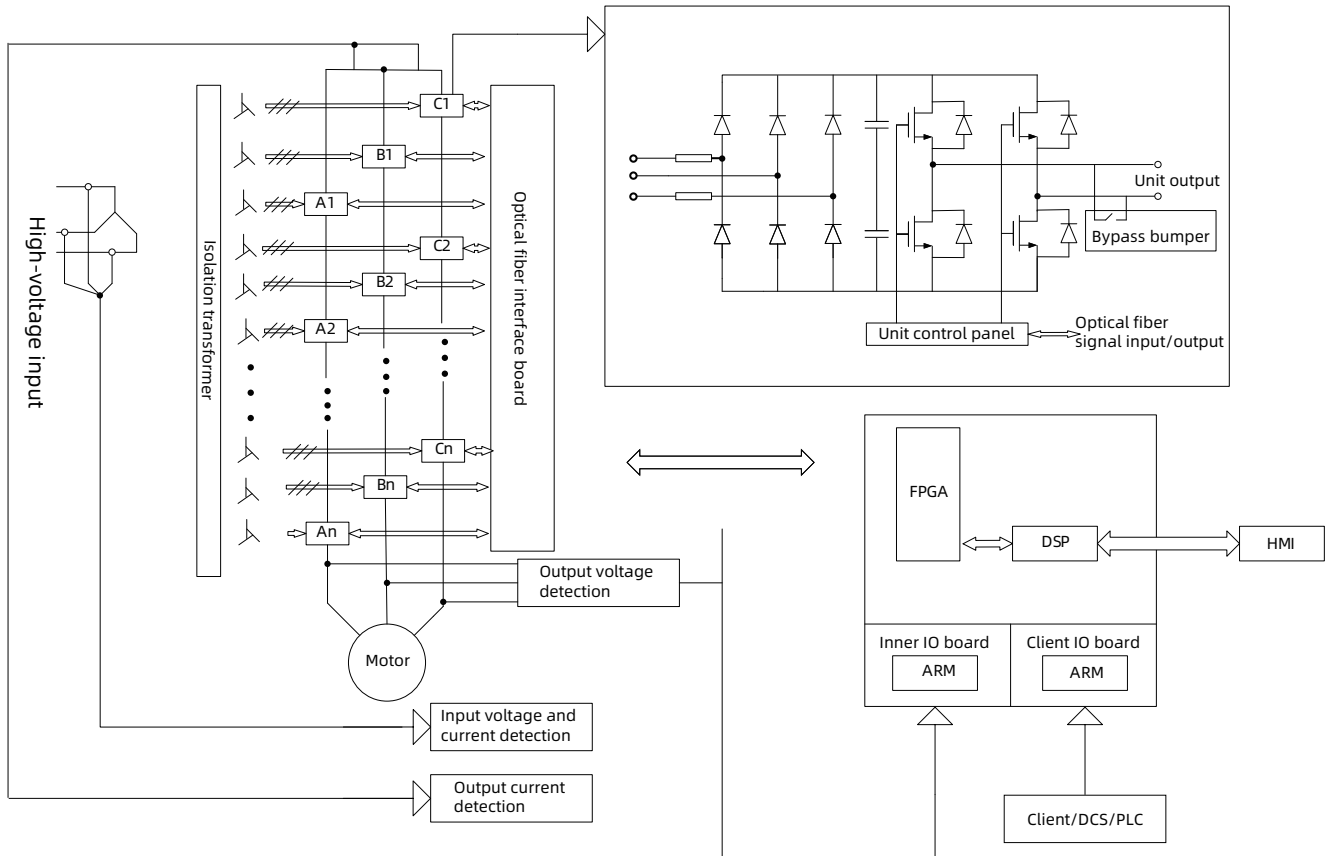 High-voltage input
Isolation transformer
C1
B1
A1
C2
B2
A2
Cn
Bn
An
Optical fiber interface board
Output voltage
detection
Motor
Input voltage and
current detection
Output current
detection
Unit output
Bypass bumper
Unit control panel
Optical fiber
signal input/output
FPGA
DSP
HMI
Inner IO board
ARM
Client IO board
ARM
Client/DCS/PLC